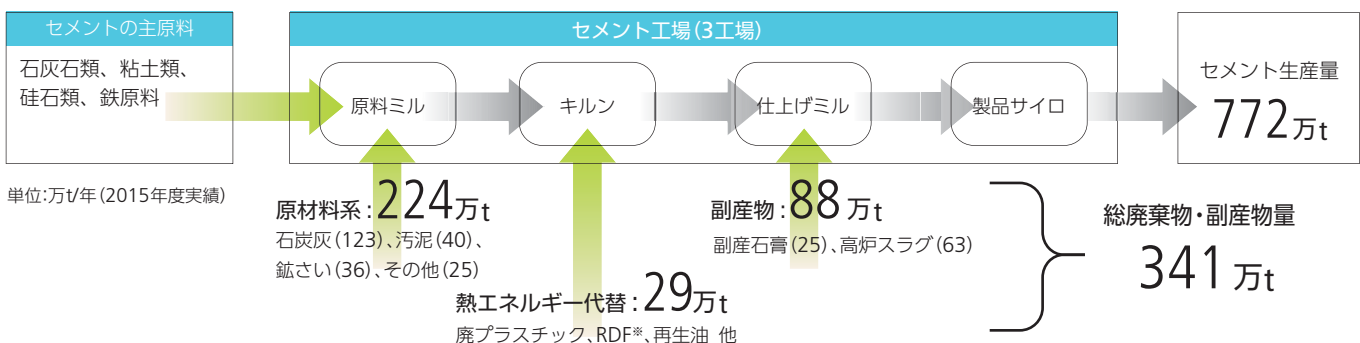 セメントの主原料
石灰石類、粘土類、
硅石類、鉄原料
セメント工場(3工場)
原料ミル
キルン
仕上げミル
製品サイロ
セメント生産量
772万t
単位:万t/年(2015年度実績)
原材料系:224万t
石炭灰(123)、汚泥(40)、
鉱さい(36)、その他(25)
熱エネルギー代替:29万t
廃プラスチック、RDF※、再生油 他
副産物:88万t
副産石膏(25)、高炉スラグ(63)
総廃棄物・副産物量
341万t